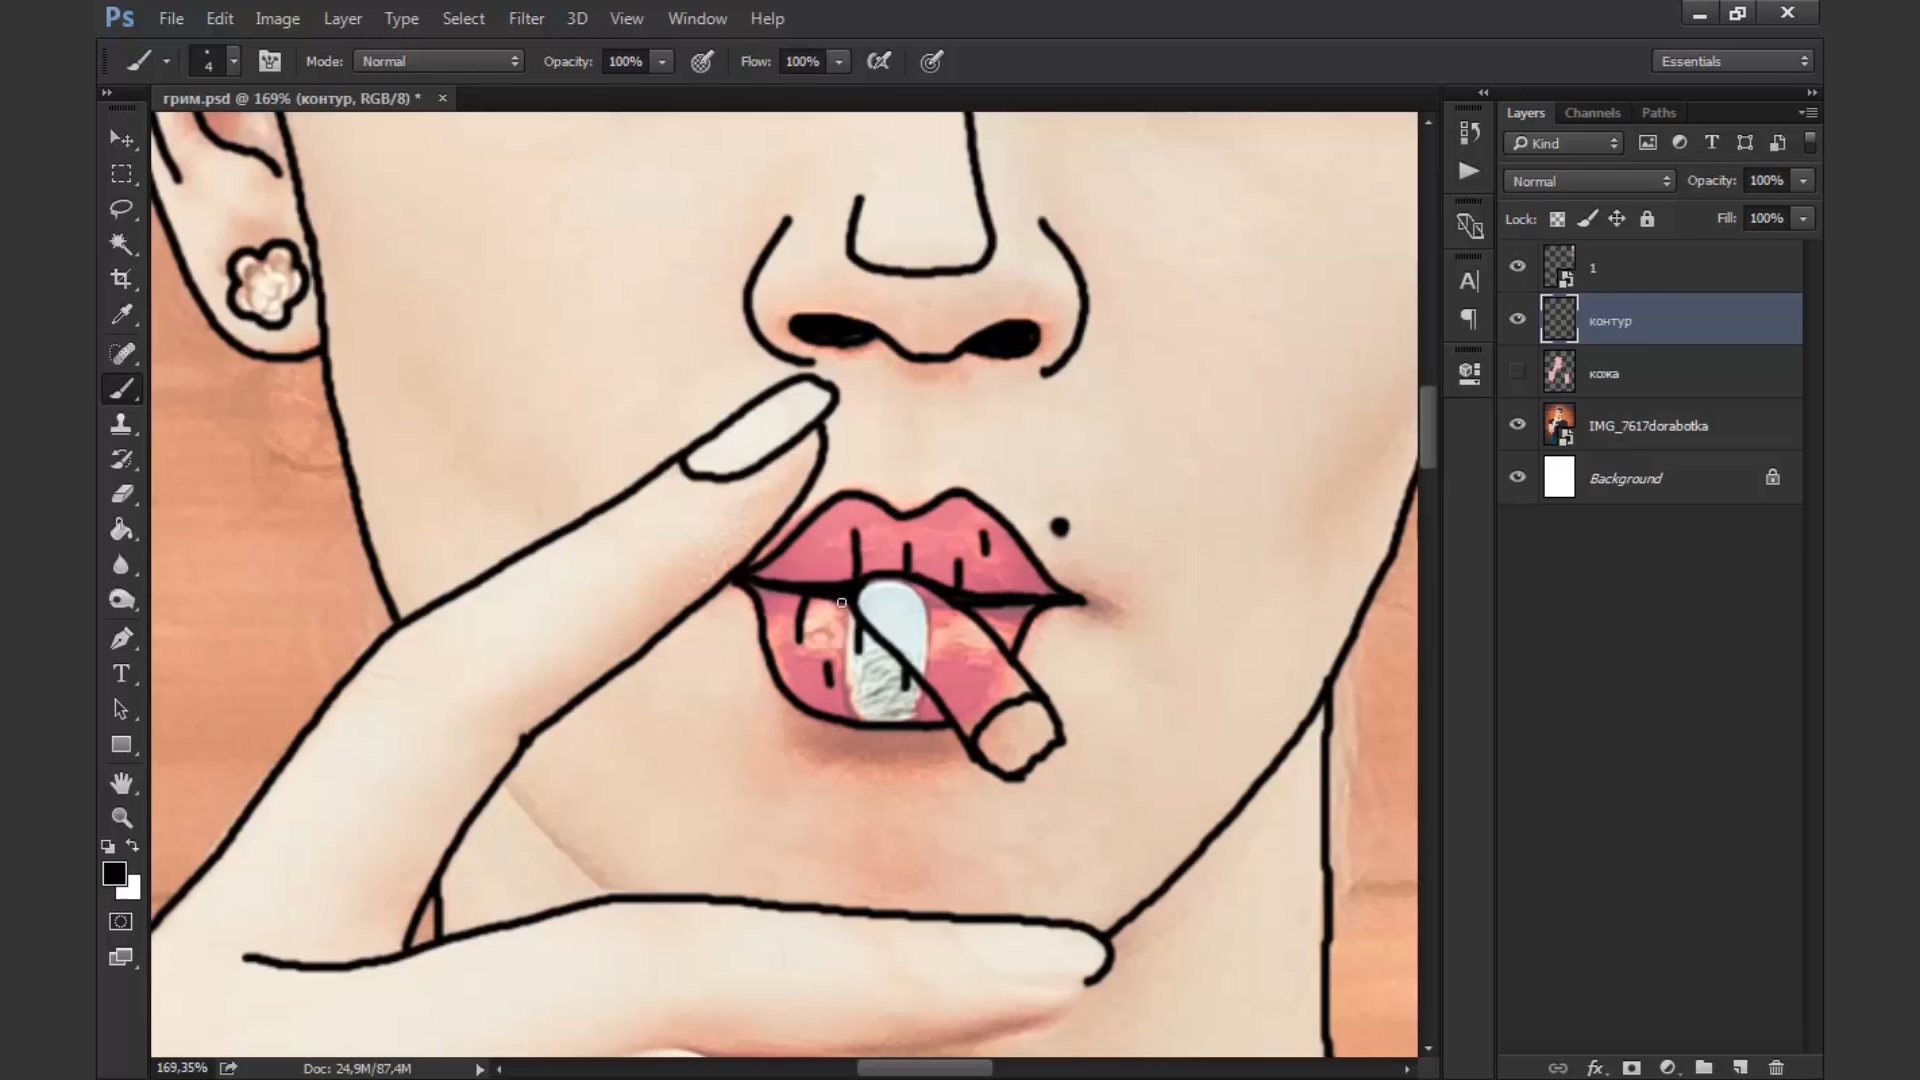 Ps File Edit Image Layer Type Select Filter 3D View Window Help
4 Mode: Normal Opacity: 100% Flow: 100% Essentials
грим.psd @ 169% (контур, RGB/8) *
Layers Channels Paths
Kind
Normal Opacity: 100%
Lock: Fill: 100%
1
контур
кожа
IMG_7617dorabotka
Background
169,35% Doc: 24,9M/87,4M